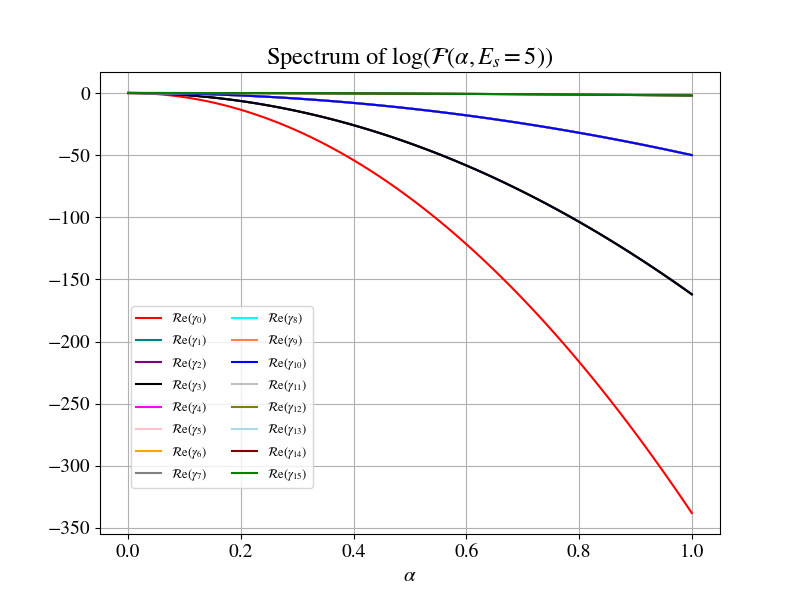 Spectrum of log(ℱ(α, E_s = 5))
0
−50
−100
−150
−200
−250
−300
−350
0.0 0.2 0.4 0.6 0.8 1.0
α
ℛe(γ₀) ℛe(γ₈)
ℛe(γ₁) ℛe(γ₉)
ℛe(γ₂) ℛe(γ₁₀)
ℛe(γ₃) ℛe(γ₁₁)
ℛe(γ₄) ℛe(γ₁₂)
ℛe(γ₅) ℛe(γ₁₃)
ℛe(γ₆) ℛe(γ₁₄)
ℛe(γ₇) ℛe(γ₁₅)